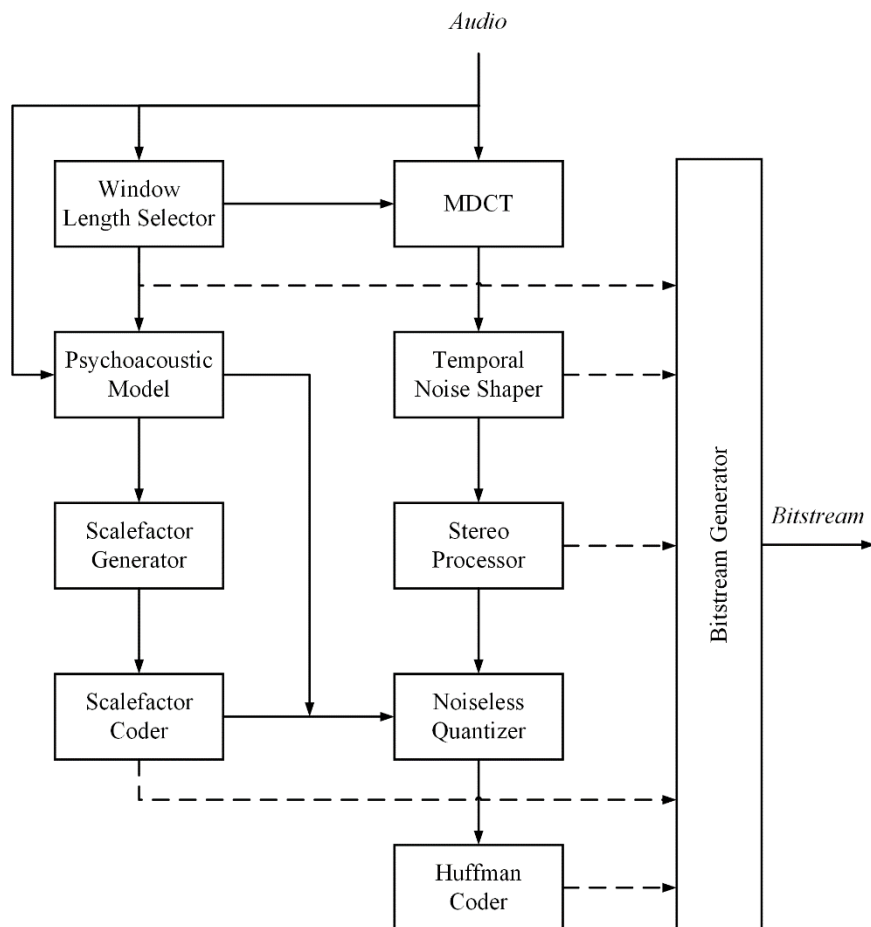 Audio
Window
Length Selector
MDCT
Psychoacoustic
Model
Temporal
Noise Shaper
Scalefactor
Generator
Stereo
Processor
Scalefactor
Coder
Noiseless
Quantizer
Huffman
Coder
Bitstream Generator
Bitstream